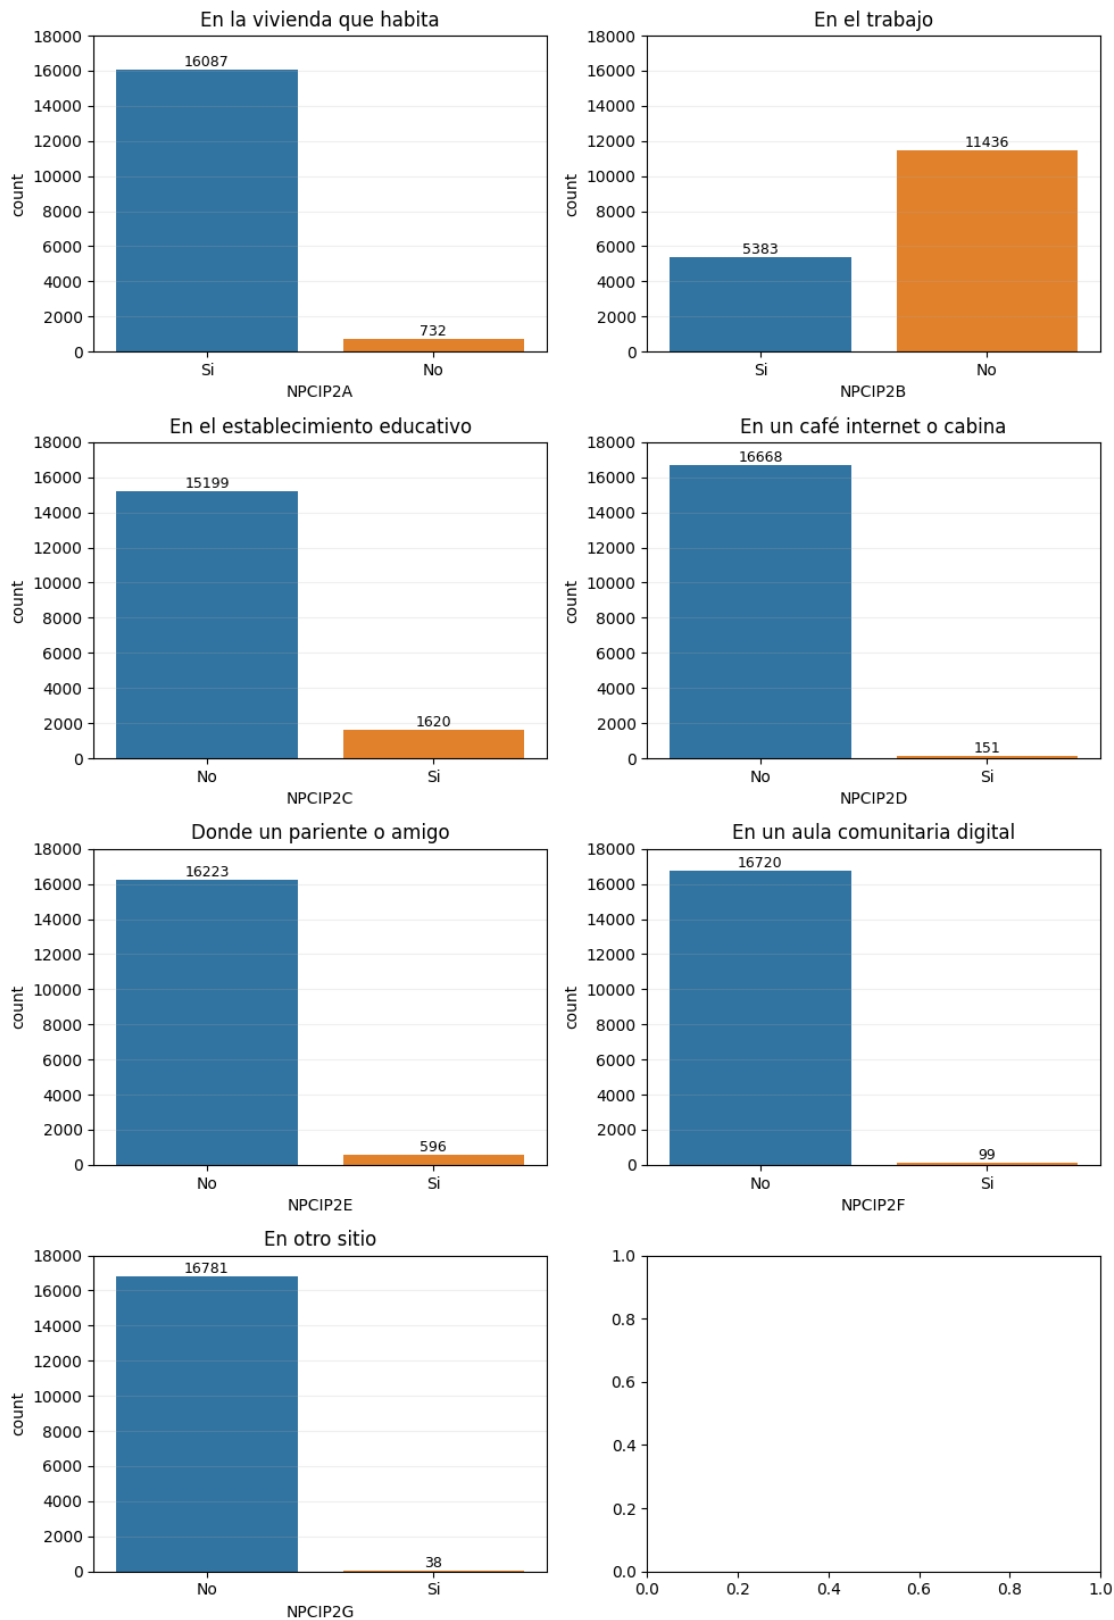 En la vivienda que habita
18000
16000
14000
12000
10000
8000
6000
4000
2000
0
count
16087
732
Si
No
NPCIP2A
En el trabajo
18000
16000
14000
12000
10000
8000
6000
4000
2000
0
count
5383
11436
Si
No
NPCIP2B
En el establecimiento educativo
18000
16000
14000
12000
10000
8000
6000
4000
2000
0
count
15199
1620
No
Si
NPCIP2C
En un café internet o cabina
18000
16000
14000
12000
10000
8000
6000
4000
2000
0
count
16668
151
No
Si
NPCIP2D
Donde un pariente o amigo
18000
16000
14000
12000
10000
8000
6000
4000
2000
0
count
16223
596
No
Si
NPCIP2E
En un aula comunitaria digital
18000
16000
14000
12000
10000
8000
6000
4000
2000
0
count
16720
99
No
Si
NPCIP2F
En otro sitio
18000
16000
14000
12000
10000
8000
6000
4000
2000
0
count
16781
38
No
Si
NPCIP2G
1.0
0.8
0.6
0.4
0.2
0.0
0.0 0.2 0.4 0.6 0.8 1.0